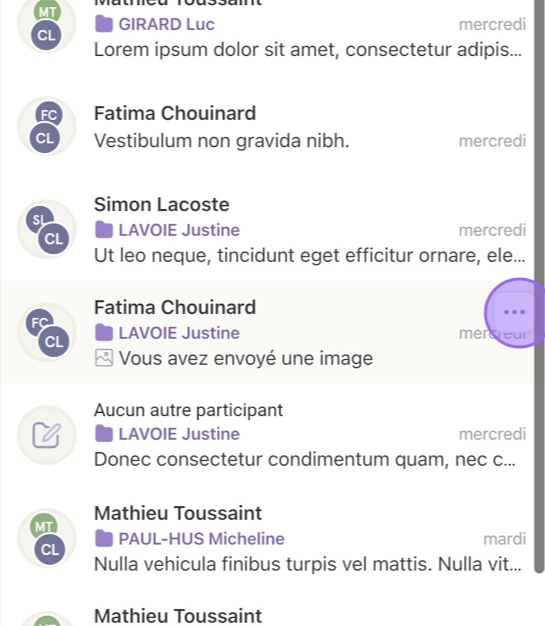 Mathieu Toussaint
MT
CL
GIRARD Luc
mercredi
Lorem ipsum dolor sit amet, consectetur adipis...
FC
CL
Fatima Chouinard
Vestibulum non gravida nibh.
mercredi
SL
CL
Simon Lacoste
LAVOIE Justine
mercredi
Ut leo neque, tincidunt eget efficitur ornare, ele...
FC
CL
Fatima Chouinard
LAVOIE Justine
mercredi
Vous avez envoyé une image
Aucun autre participant
LAVOIE Justine
mercredi
Donec consectetur condimentum quam, nec c...
MT
CL
Mathieu Toussaint
PAUL-HUS Micheline
mardi
Nulla vehicula finibus turpis vel mattis. Nulla vit...
Mathieu Toussaint